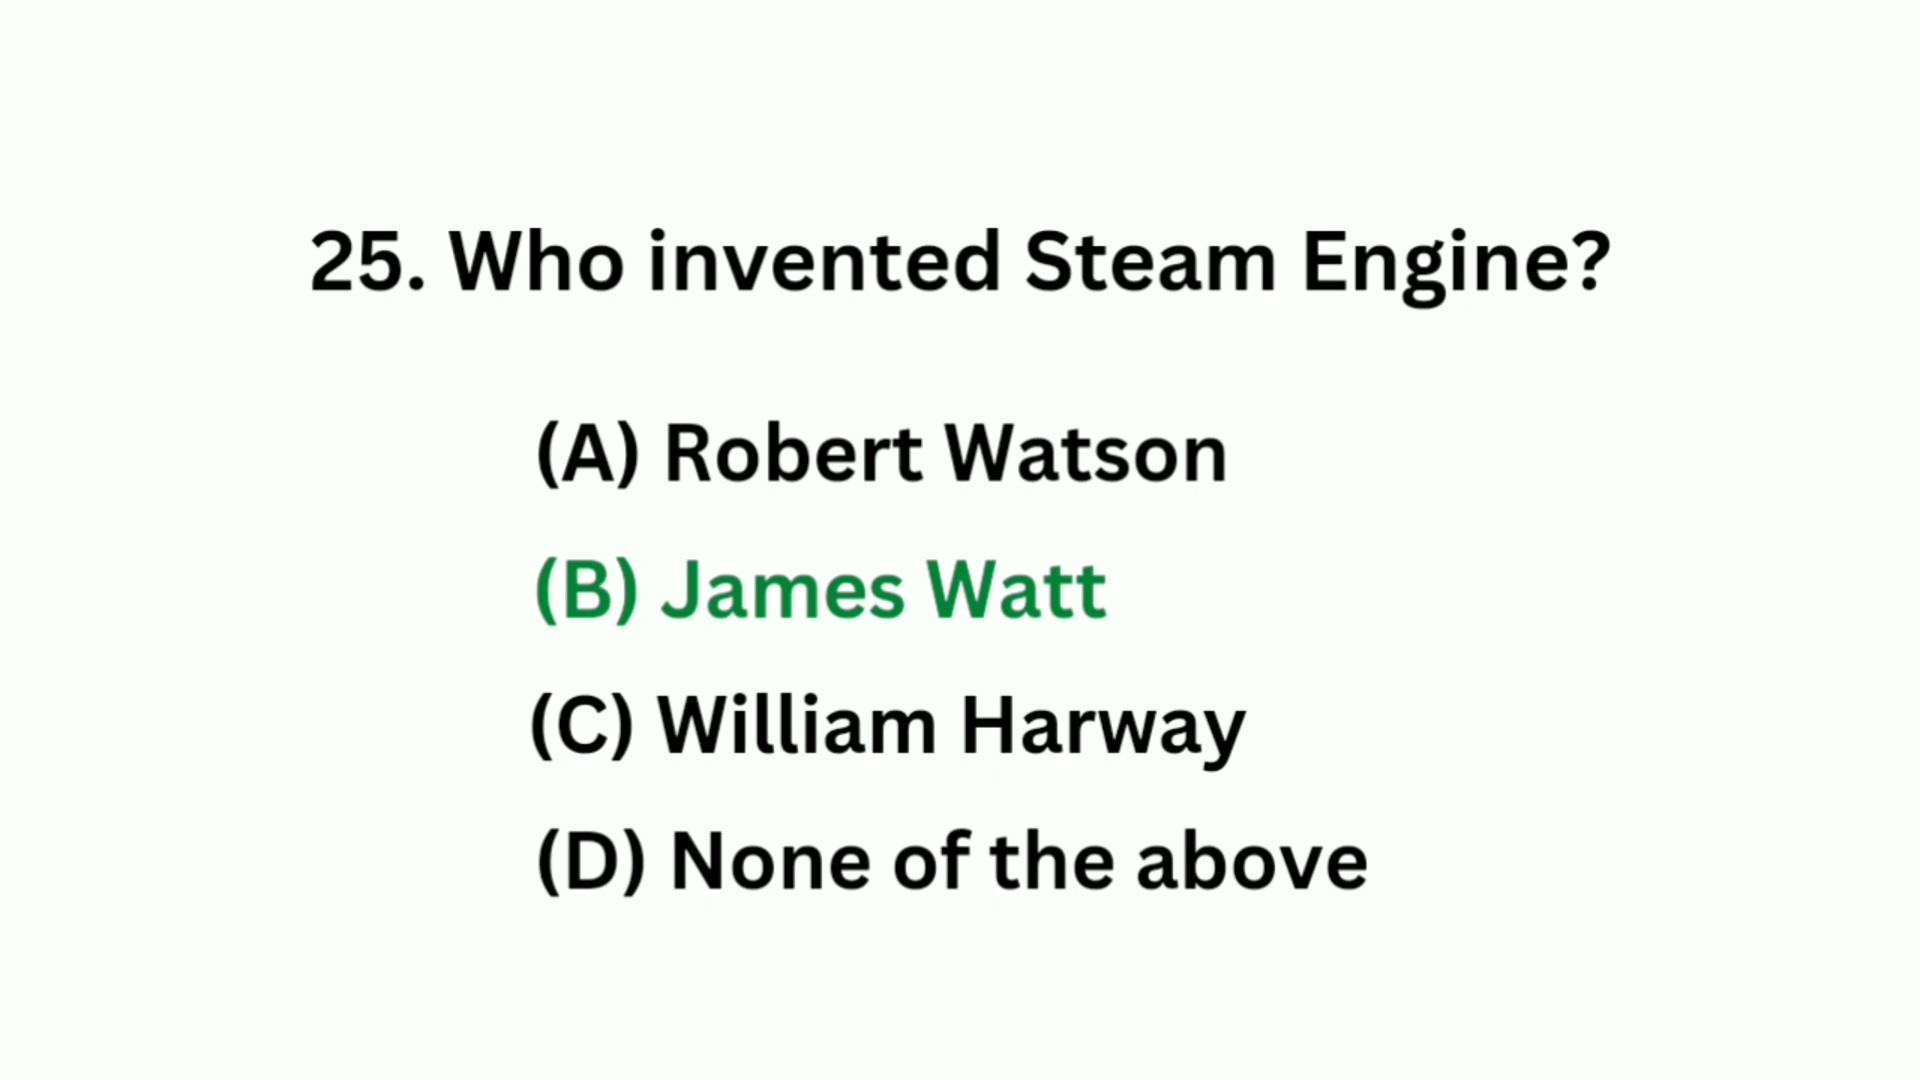 25. Who invented Steam Engine?
(A) Robert Watson
(B) James Watt
(C) William Harway
(D) None of the above